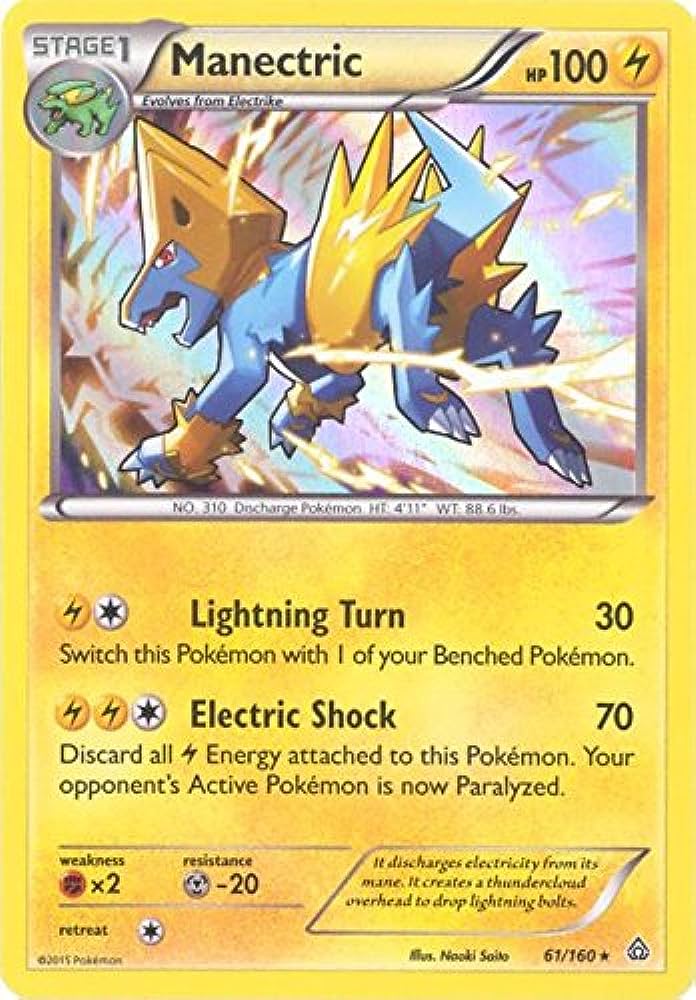 STAGE1
Manectric
HP100
Evolves from Electrike
NO. 310 Discharge Pokémon HT: 4'11" WT: 88.6 lbs.
Lightning Turn 30
Switch this Pokémon with 1 of your Benched Pokémon.
Electric Shock 70
Discard all Energy attached to this Pokémon. Your
opponent's Active Pokémon is now Paralyzed.
weakness
×2
resistance
-20
It discharges electricity from its
mane. It creates a thundercloud
overhead to drop lightning bolts.
retreat
©2015 Pokémon
Illus. Naoki Saito
61/160 ★